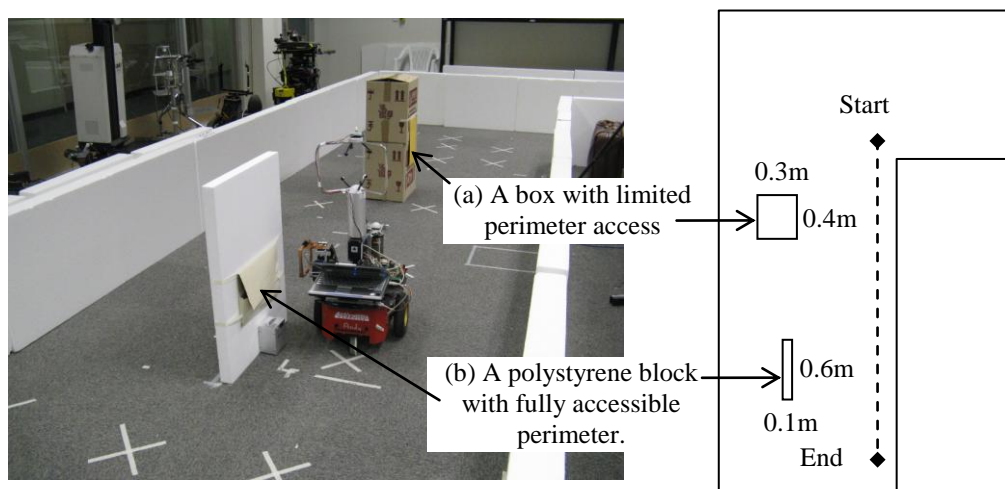 Start
0.3m
(a) A box with limited
perimeter access
0.4m
(b) A polystyrene block
with fully accessible
perimeter.
0.6m
0.1m
End